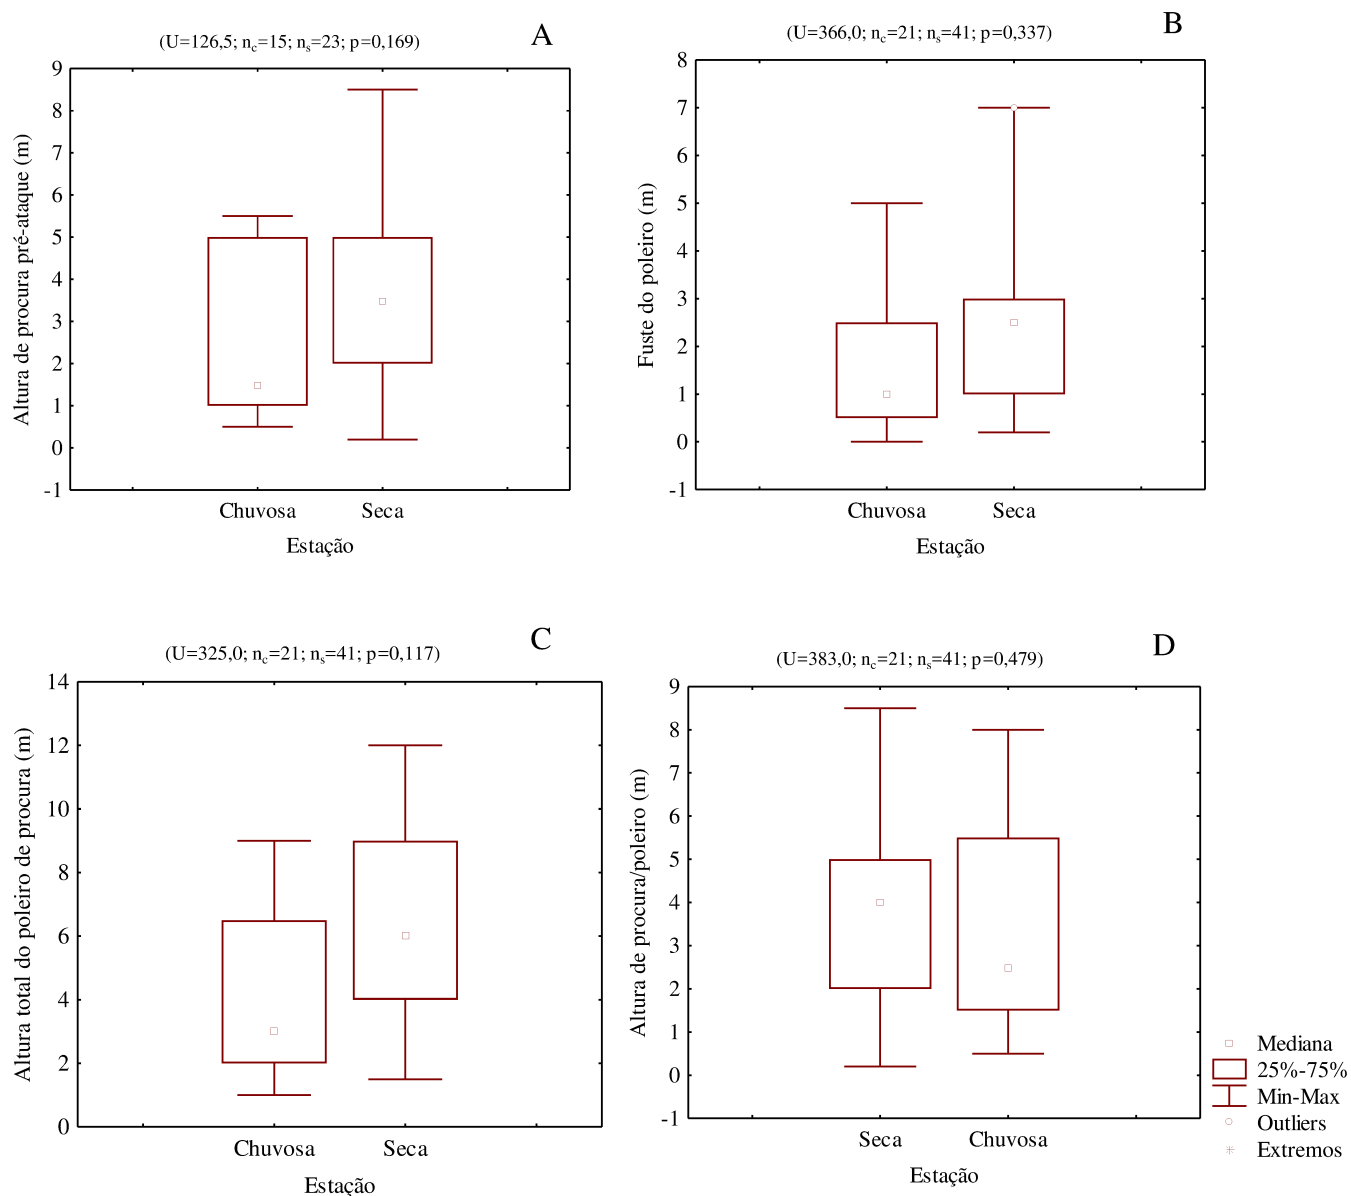 A
(U=126,5; nc=15; ns=23; p=0,169)
Altura de procura pré-ataque (m)
9
8
7
6
5
4
3
2
1
0
-1
Chuvosa
Seca
Estação
B
(U=366,0; nc=21; ns=41; p=0,337)
Fuste do poleiro (m)
8
7
6
5
4
3
2
1
0
-1
Chuvosa
Seca
Estação
C
(U=325,0; nc=21; ns=41; p=0,117)
Altura total do poleiro de procura (m)
14
12
10
8
6
4
2
0
Chuvosa
Seca
Estação
D
(U=383,0; nc=21; ns=41; p=0,479)
Altura de procura/poleiro (m)
9
8
7
6
5
4
3
2
1
0
-1
Seca
Chuvosa
Estação
Mediana
25%-75%
Min-Max
Outliers
Extremos